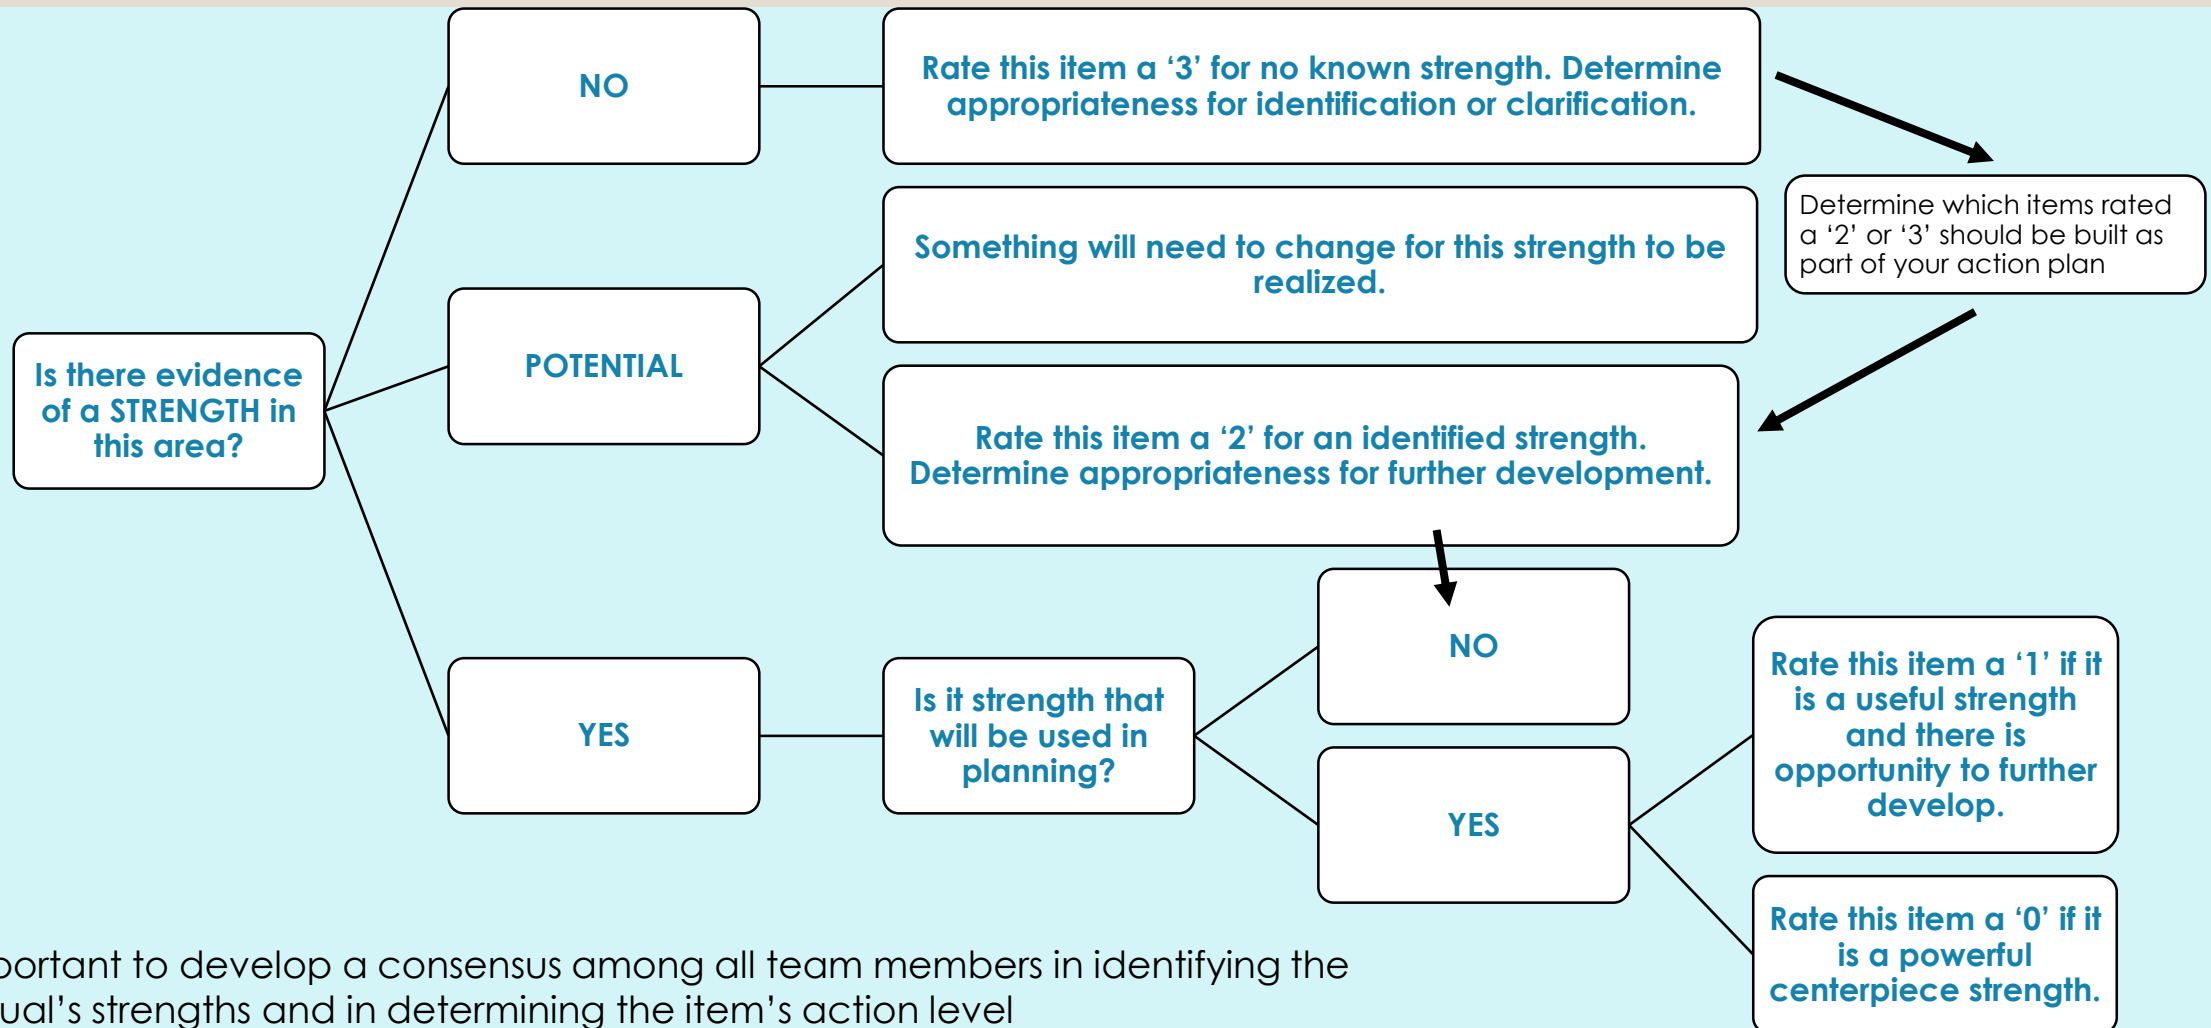 NO
Rate this item a ‘3’ for no known strength. Determine
appropriateness for identification or clarification.
Determine which items rated
a ‘2’ or ‘3’ should be built as
part of your action plan
Something will need to change for this strength to be
realized.
POTENTIAL
Is there evidence
of a STRENGTH in
this area?
Rate this item a ‘2’ for an identified strength.
Determine appropriateness for further development.
YES
Is it strength that
will be used in
planning?
NO
YES
Rate this item a ‘1’ if it
is a useful strength
and there is
opportunity to further
develop.
Rate this item a ‘0’ if it
is a powerful
centerpiece strength.
portant to develop a consensus among all team members in identifying the
ual’s strengths and in determining the item’s action level